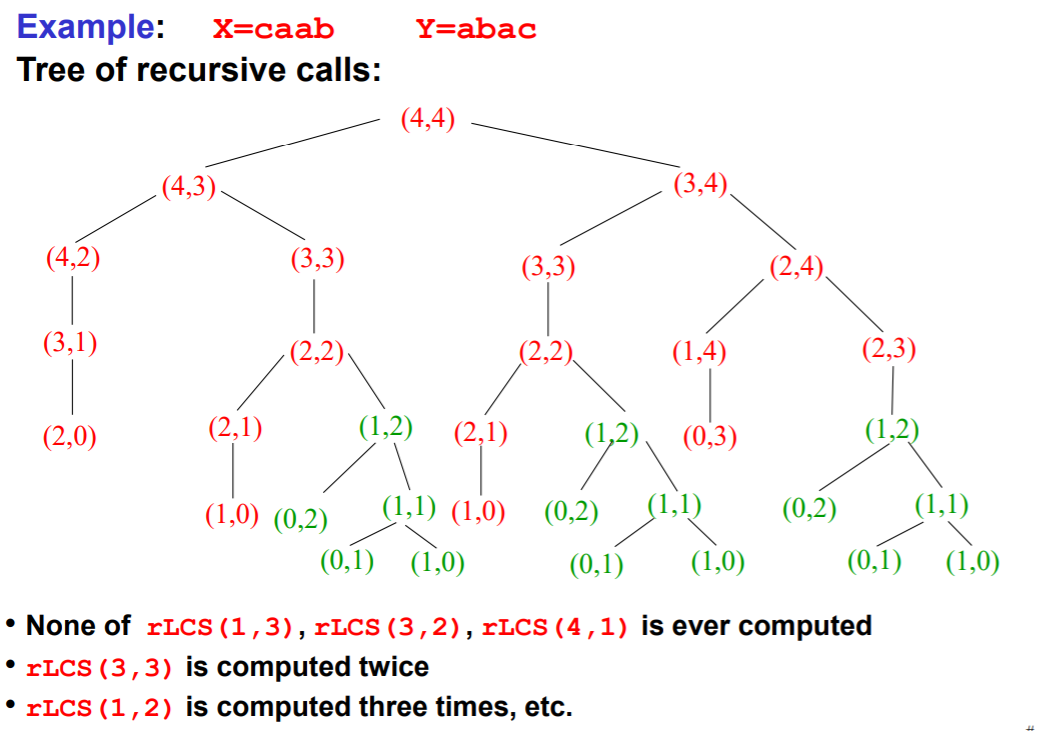 Example: X=caab Y=abac
Tree of recursive calls:
(4,4)
(4,3) (3,4)
(4,2) (3,3) (3,3) (2,4)
(3,1) (2,2) (2,2) (1,4) (2,3)
(2,0) (2,1) (1,2) (2,1) (1,2) (0,3) (1,2)
(1,0) (0,2) (1,1) (1,0) (0,2) (1,1) (0,2) (1,1)
(0,1) (1,0) (0,1) (1,0) (0,1) (1,0)
• None of rLCS(1,3), rLCS(3,2), rLCS(4,1) is ever computed
• rLCS(3,3) is computed twice
• rLCS(1,2) is computed three times, etc.
#